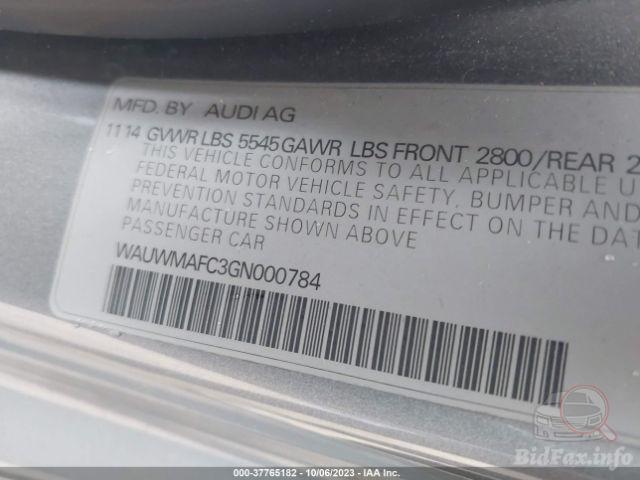 MFD. BY AUDI AG
11 14 GVWR LBS 5545 GAWR LBS FRONT 2800/REAR 2
THIS VEHICLE CONFORMS TO ALL APPLICABLE U
FEDERAL MOTOR VEHICLE SAFETY, BUMPER AND
PREVENTION STANDARDS IN EFFECT ON THE DAT
MANUFACTURE SHOWN ABOVE
PASSENGER CAR
WAUWMAFC3GN000784
BidFax.info
000-37765182 - 10/06/2023 - IAA Inc.